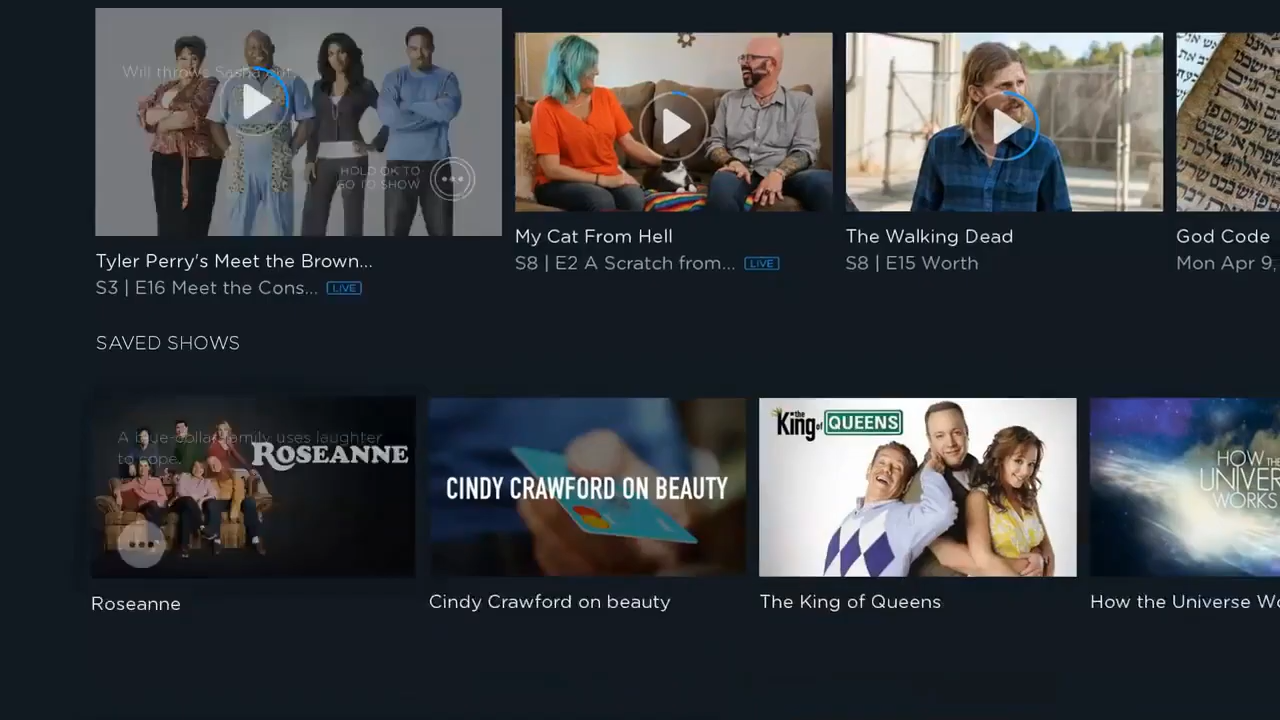 Will throws Sasha out
HOLD OK TO
GO TO SHOW
Tyler Perry's Meet the Brown...
S3 | E16 Meet the Cons... LIVE
My Cat From Hell
S8 | E2 A Scratch from... LIVE
The Walking Dead
S8 | E15 Worth
God Code
Mon Apr 9,
SAVED SHOWS
A blue-collar family uses laughter
to cope.
ROSEANNE
Roseanne
CINDY CRAWFORD ON BEAUTY
Cindy Crawford on beauty
the
King of QUEENS
The King of Queens
HOW THE
UNIVER
WORKS
How the Universe Wo